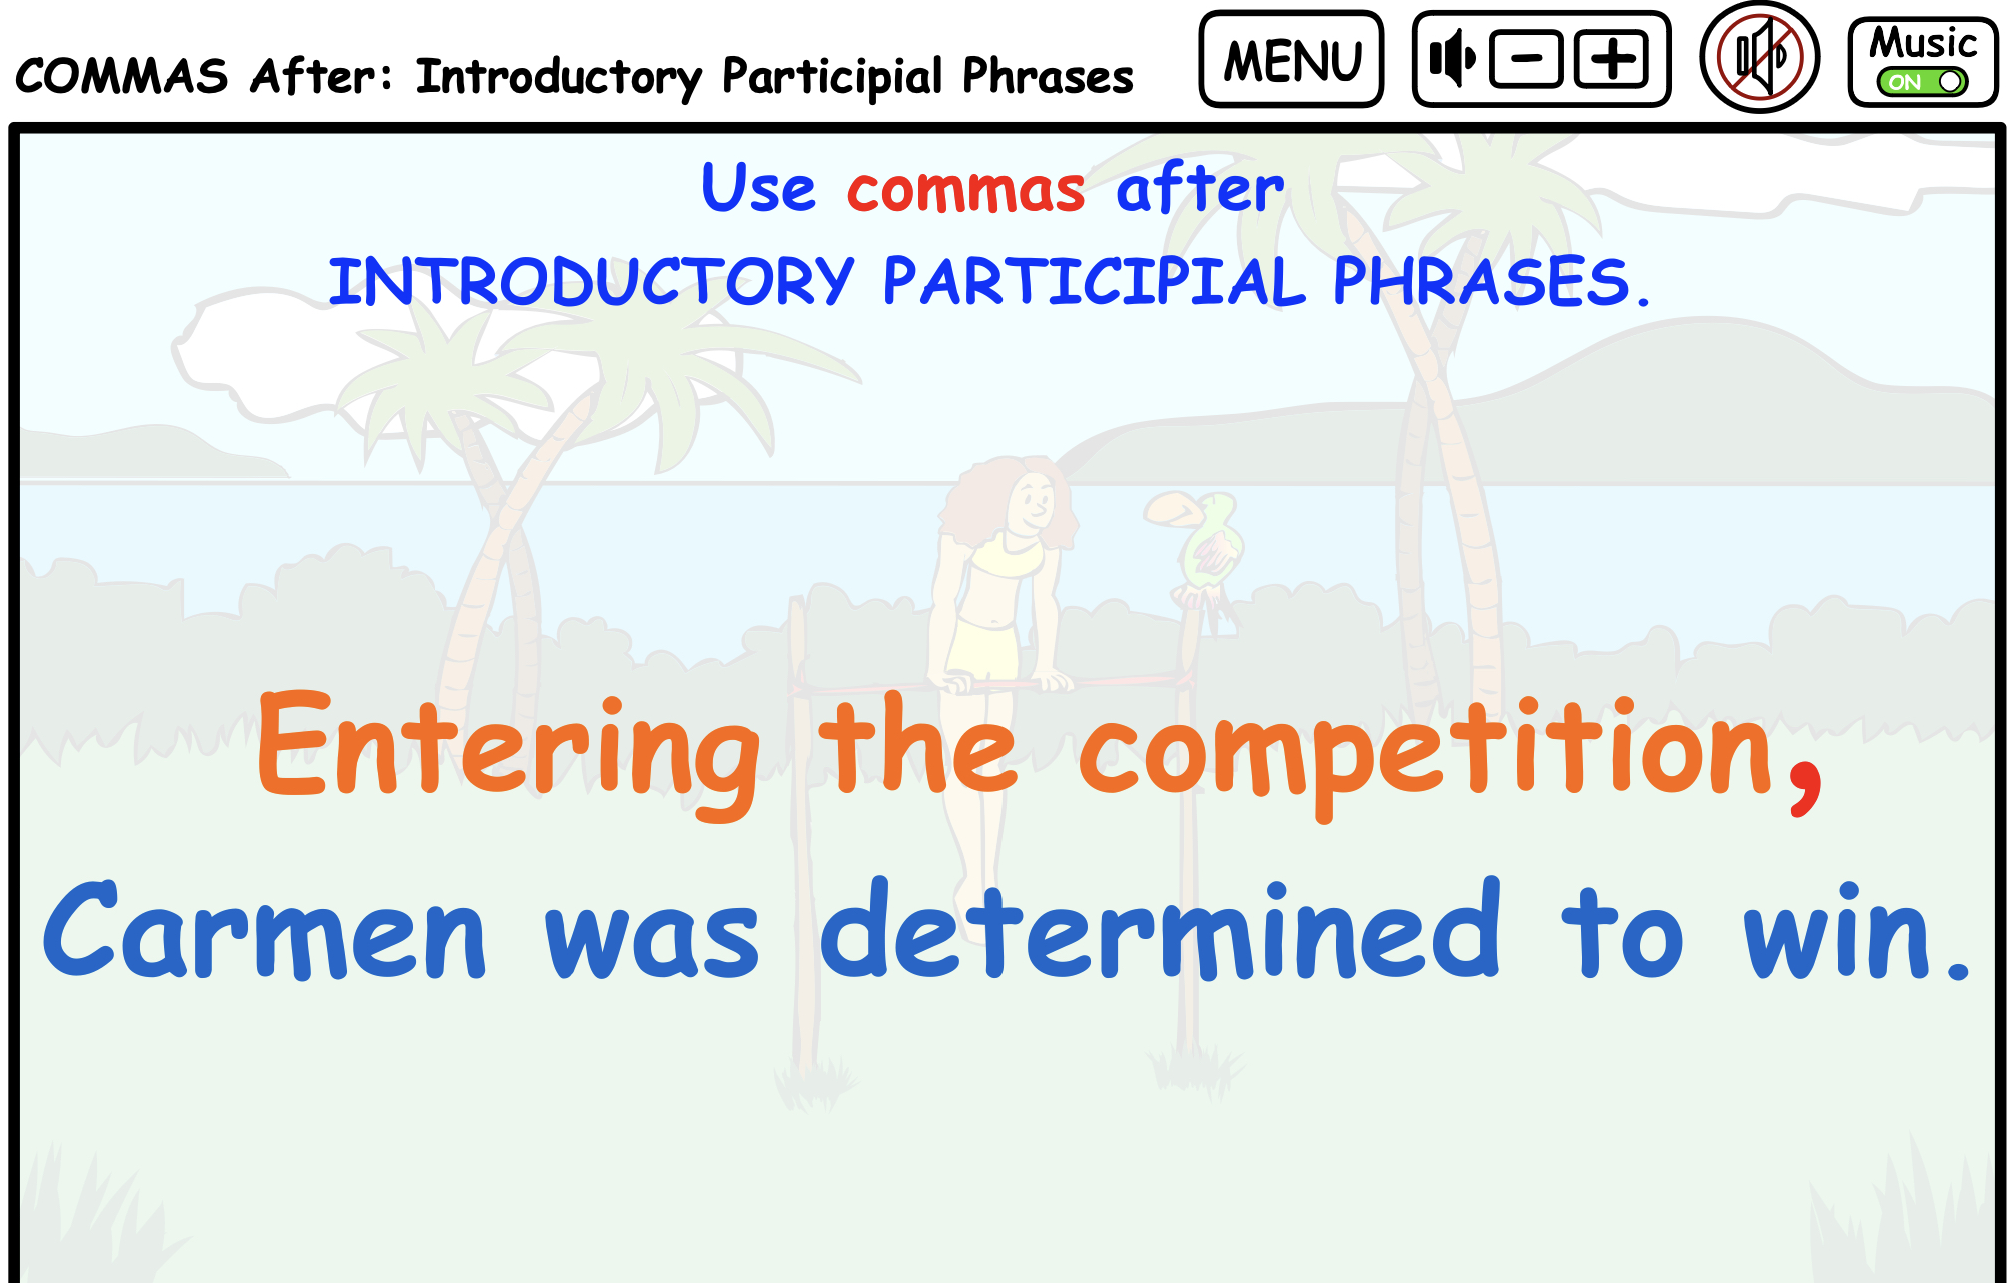 COMMAS After: Introductory Participial Phrases
MENU
- +
Music
ON
Use commas after
INTRODUCTORY PARTICIPIAL PHRASES.
Entering the competition,
Carmen was determined to win.